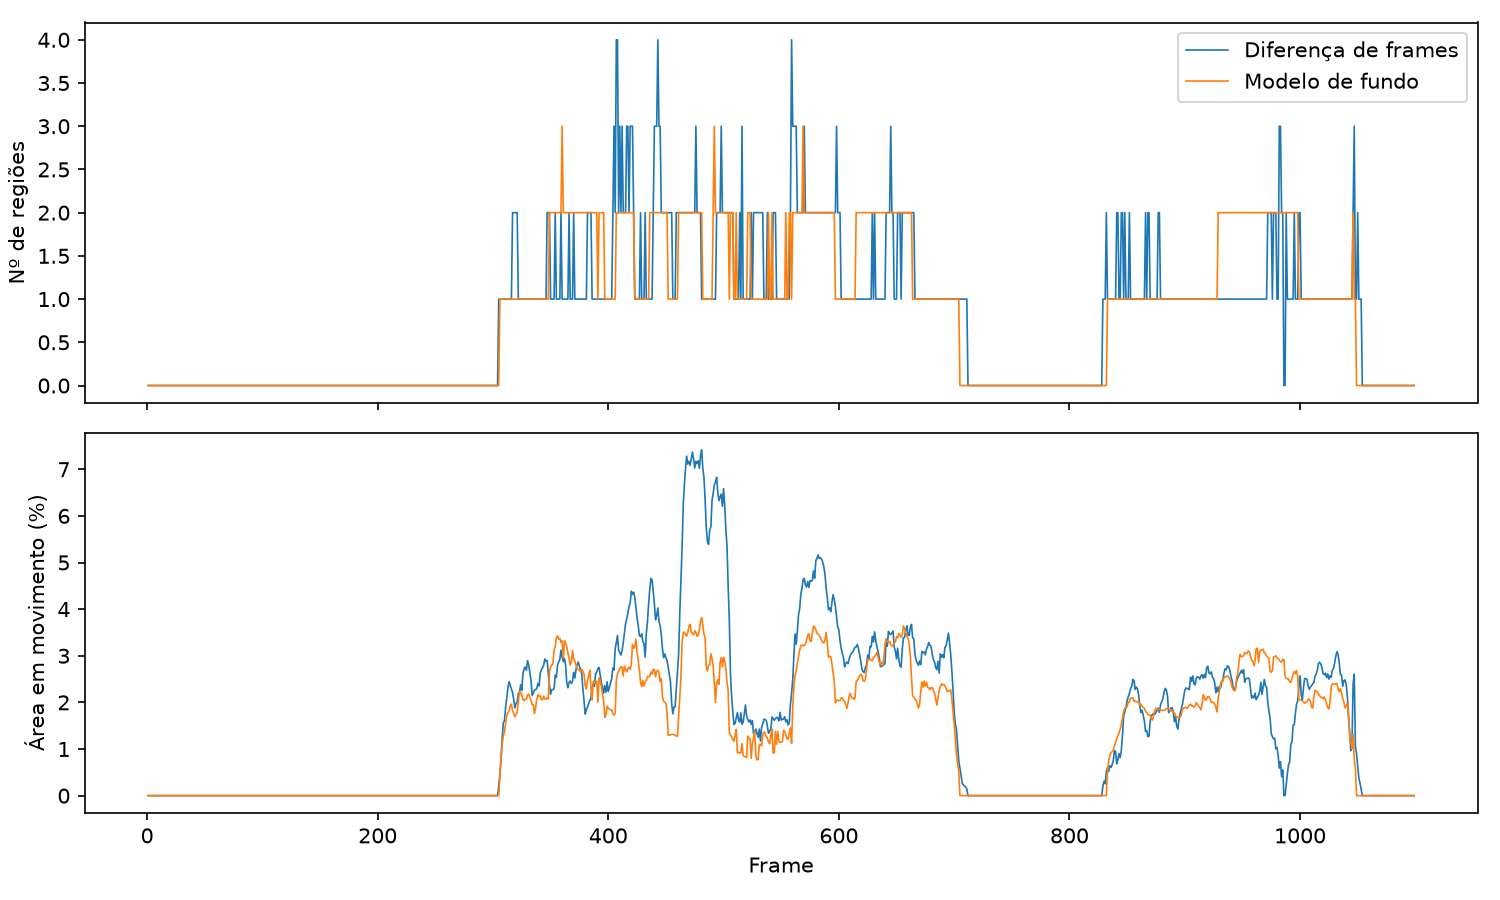 4.0
3.5
3.0
2.5
2.0
1.5
1.0
0.5
0.0
Nº de regiões
Diferença de frames
Modelo de fundo
7
6
5
4
3
2
1
0
Área em movimento (%)
0 200 400 600 800 1000
Frame